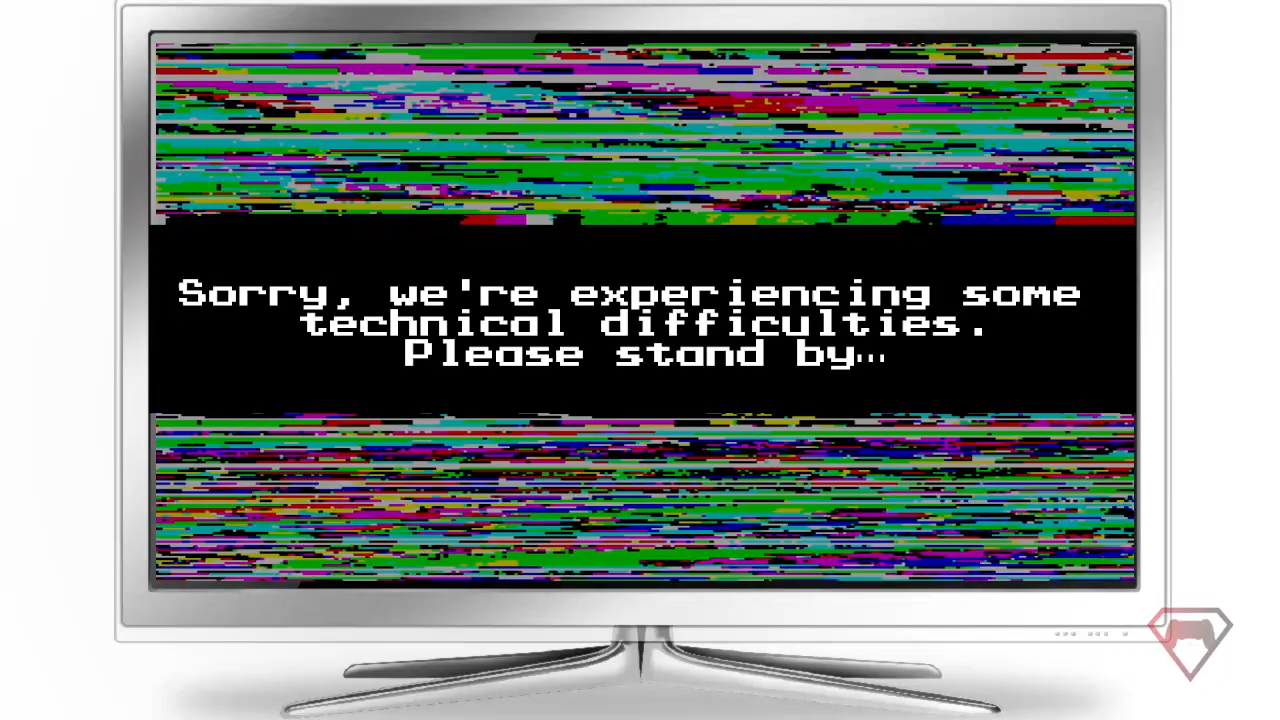 Sorry, we're experiencing some
technical difficulties.
Please stand by...